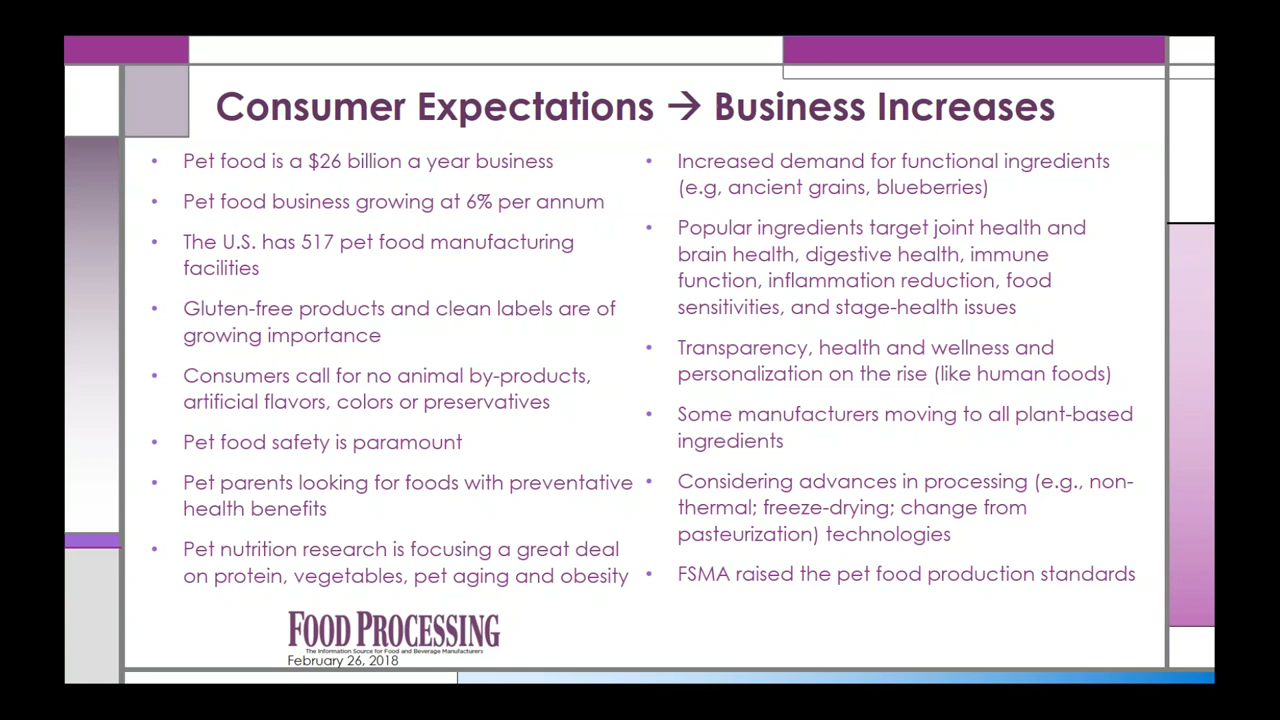 Consumer Expectations → Business Increases
• Pet food is a $26 billion a year business
• Pet food business growing at 6% per annum
• The U.S. has 517 pet food manufacturing
facilities
• Gluten-free products and clean labels are of
growing importance
• Consumers call for no animal by-products,
artificial flavors, colors or preservatives
• Pet food safety is paramount
• Pet parents looking for foods with preventative
health benefits
• Pet nutrition research is focusing a great deal
on protein, vegetables, pet aging and obesity
• Increased demand for functional ingredients
(e.g, ancient grains, blueberries)
• Popular ingredients target joint health and
brain health, digestive health, immune
function, inflammation reduction, food
sensitivities, and stage-health issues
• Transparency, health and wellness and
personalization on the rise (like human foods)
• Some manufacturers moving to all plant-based
ingredients
• Considering advances in processing (e.g., non-
thermal; freeze-drying; change from
pasteurization) technologies
• FSMA raised the pet food production standards
FOOD PROCESSING
The Information Source for Food and Beverage Manufacturers
February 26, 2018